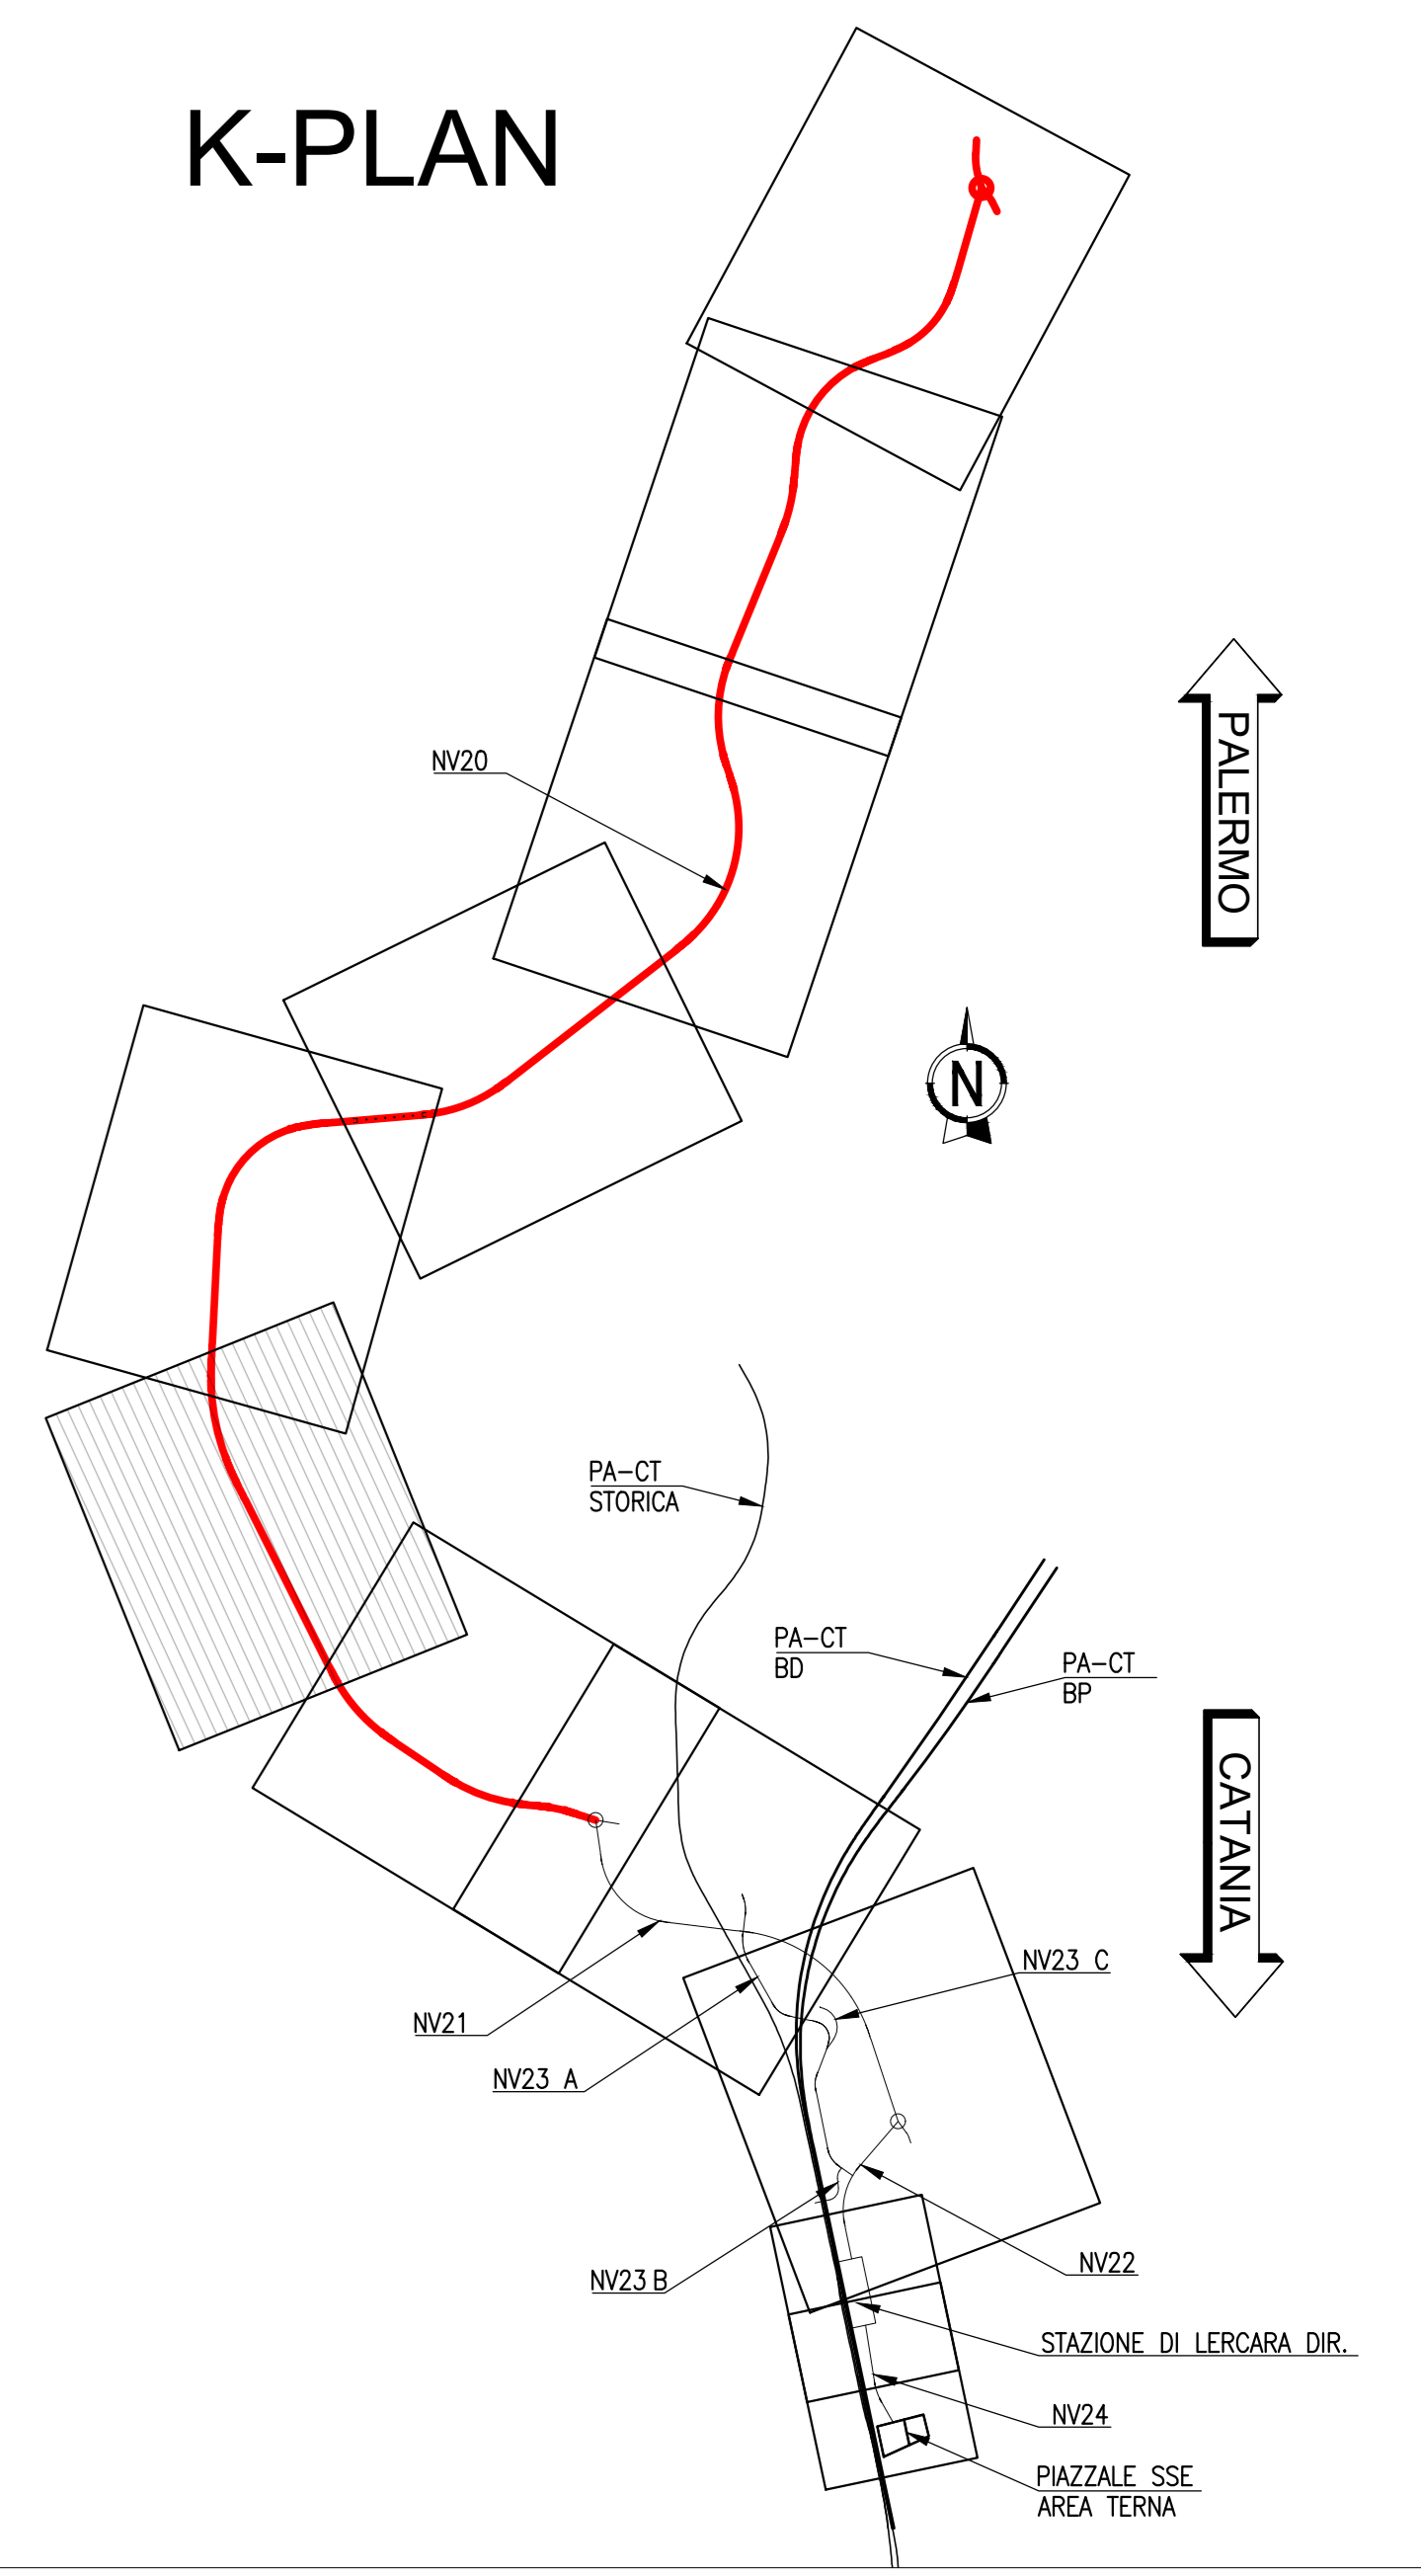 K-PLAN
PALERMO
NV20
N
PA-CT
STORICA
PA-CT
BD
PA-CT
BP
CATANIA
NV23 C
NV21
NV23 A
NV22
NV23 B
STAZIONE DI LERCARA DIR.
NV24
PIAZZALE SSE
AREA TERNA